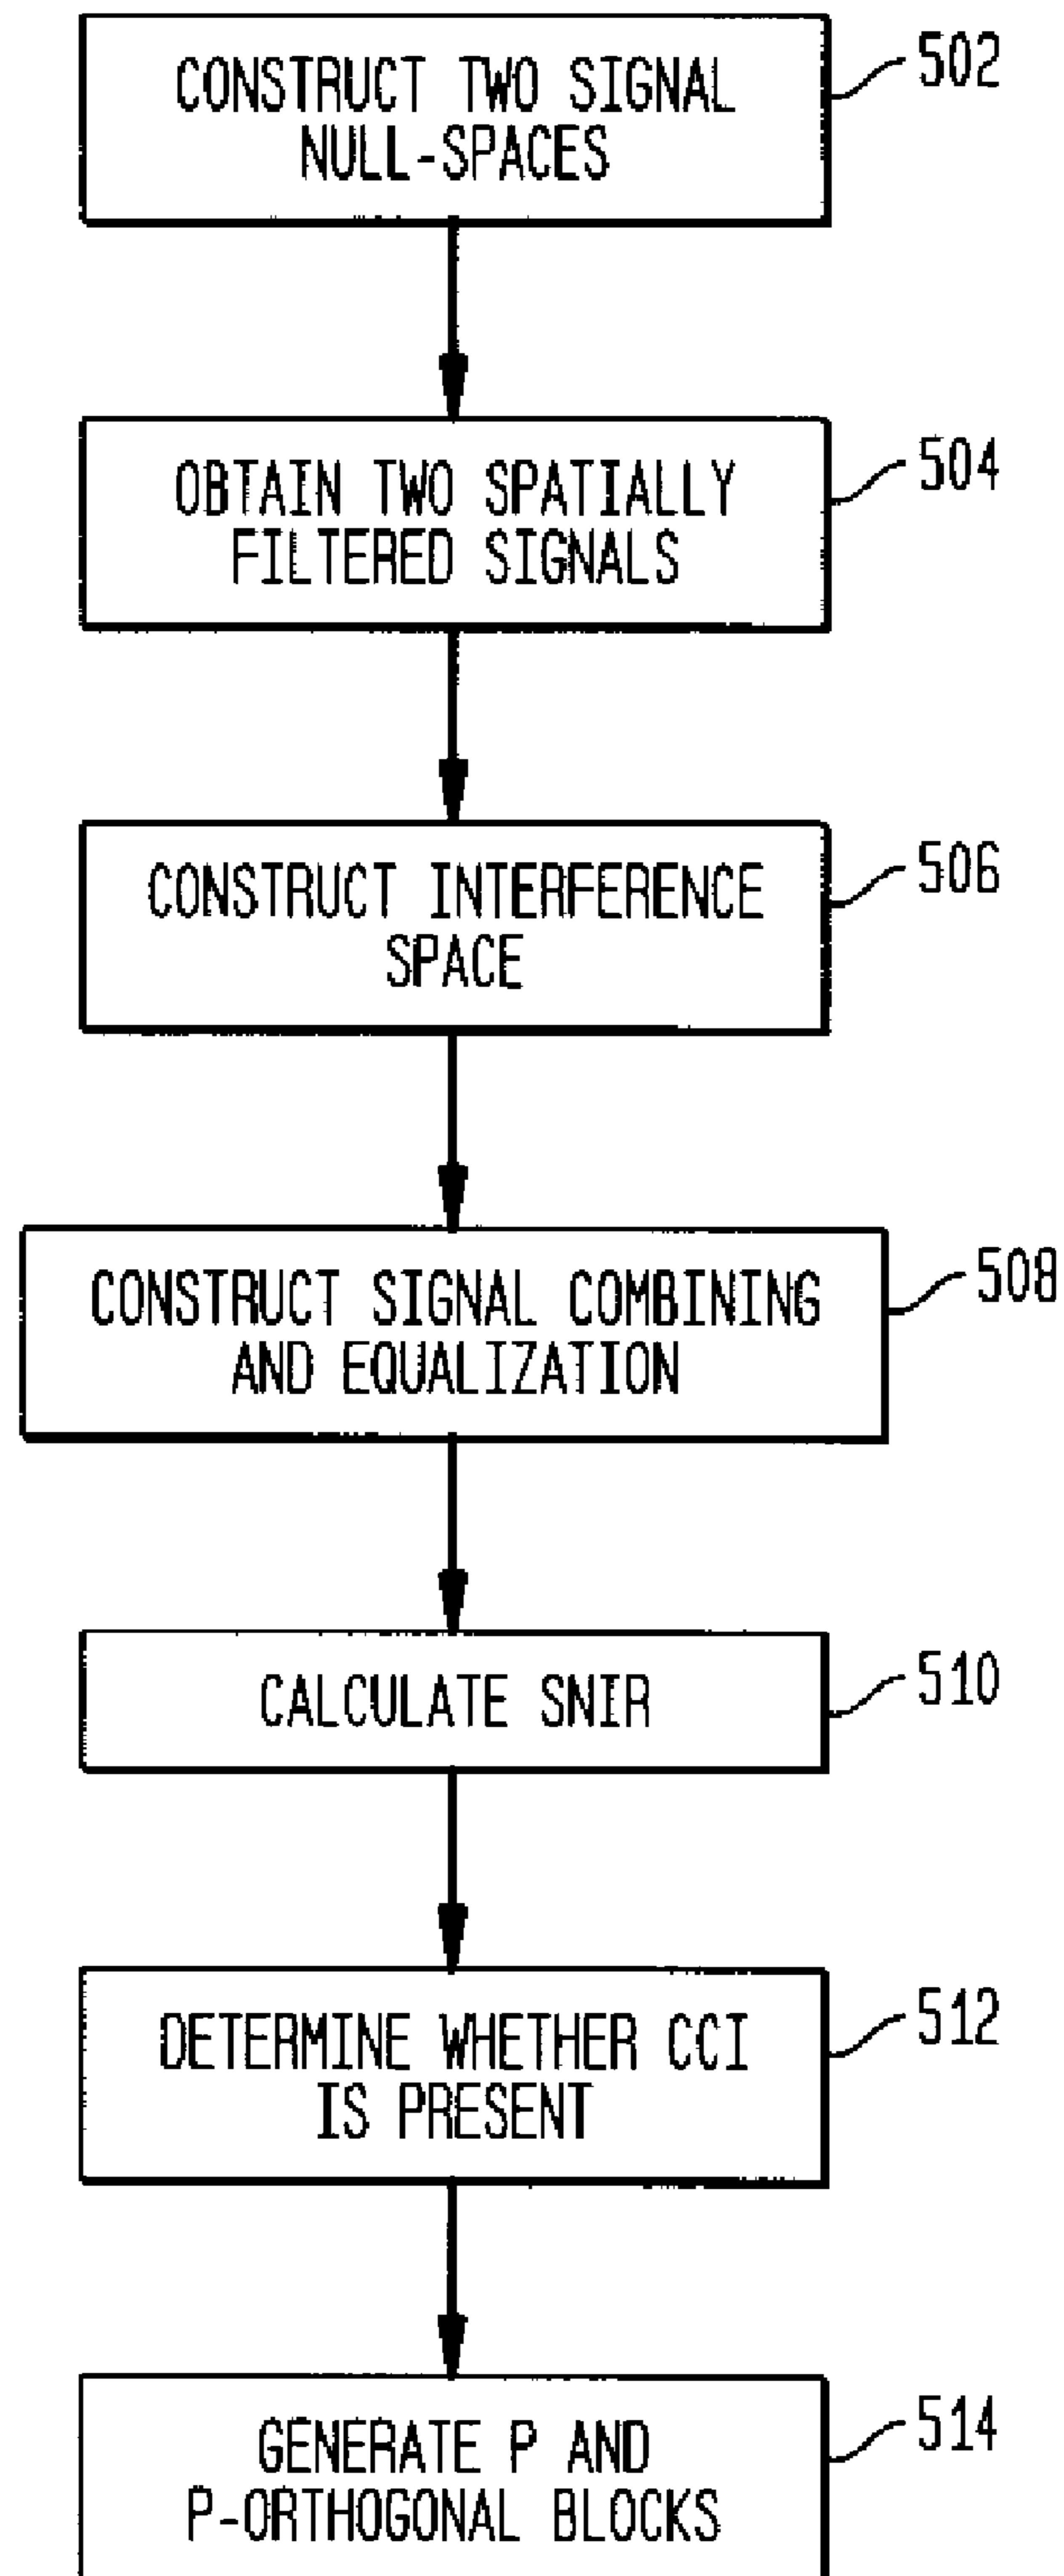 CONSTRUCT TWO SIGNAL
NULL-SPACES
502
OBTAIN TWO SPATIALLY
FILTERED SIGNALS
504
CONSTRUCT INTERFERENCE
SPACE
506
CONSTRUCT SIGNAL COMBINING
AND EQUALIZATION
508
CALCULATE SNIR
510
DETERMINE WHETHER CCI
IS PRESENT
512
GENERATE P AND
P-ORTHOGONAL BLOCKS
514